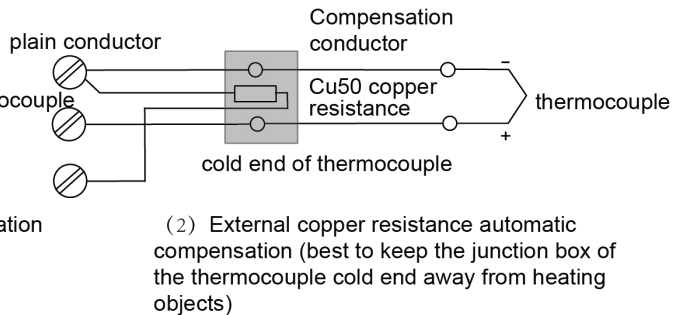 Compensation
plain conductor
conductor
Cu50 copper
resistance
ocouple
thermocouple
−
+
cold end of thermocouple
ation
（2）External copper resistance automatic
compensation (best to keep the junction box of
the thermocouple cold end away from heating
objects)